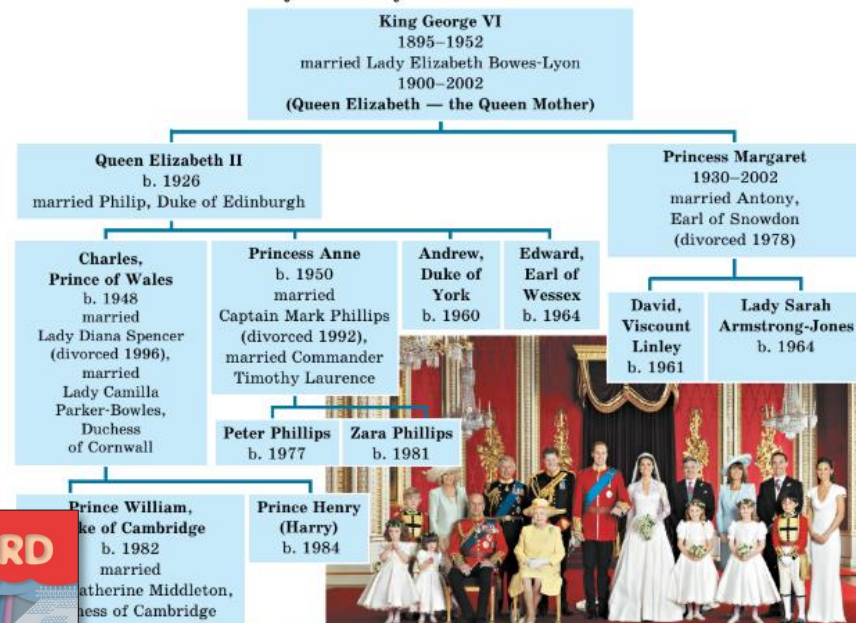 King George VI
1895–1952
married Lady Elizabeth Bowes-Lyon
1900–2002
(Queen Elizabeth — the Queen Mother)
Queen Elizabeth II
b. 1926
married Philip, Duke of Edinburgh
Princess Margaret
1930–2002
married Antony,
Earl of Snowdon
(divorced 1978)
Charles,
Prince of Wales
b. 1948
married
Lady Diana Spencer
(divorced 1996),
married
Lady Camilla
Parker-Bowles,
Duchess
of Cornwall
Princess Anne
b. 1950
married
Captain Mark Phillips
(divorced 1992),
married Commander
Timothy Laurence
Andrew,
Duke of
York
b. 1960
Edward,
Earl of
Wessex
b. 1964
David,
Viscount
Linley
b. 1961
Lady Sarah
Armstrong-Jones
b. 1964
Peter Phillips
b. 1977
Zara Phillips
b. 1981
Prince William,
of Cambridge
b. 1982
married
Middleton,
of Cambridge
Prince Henry
(Harry)
b. 1984